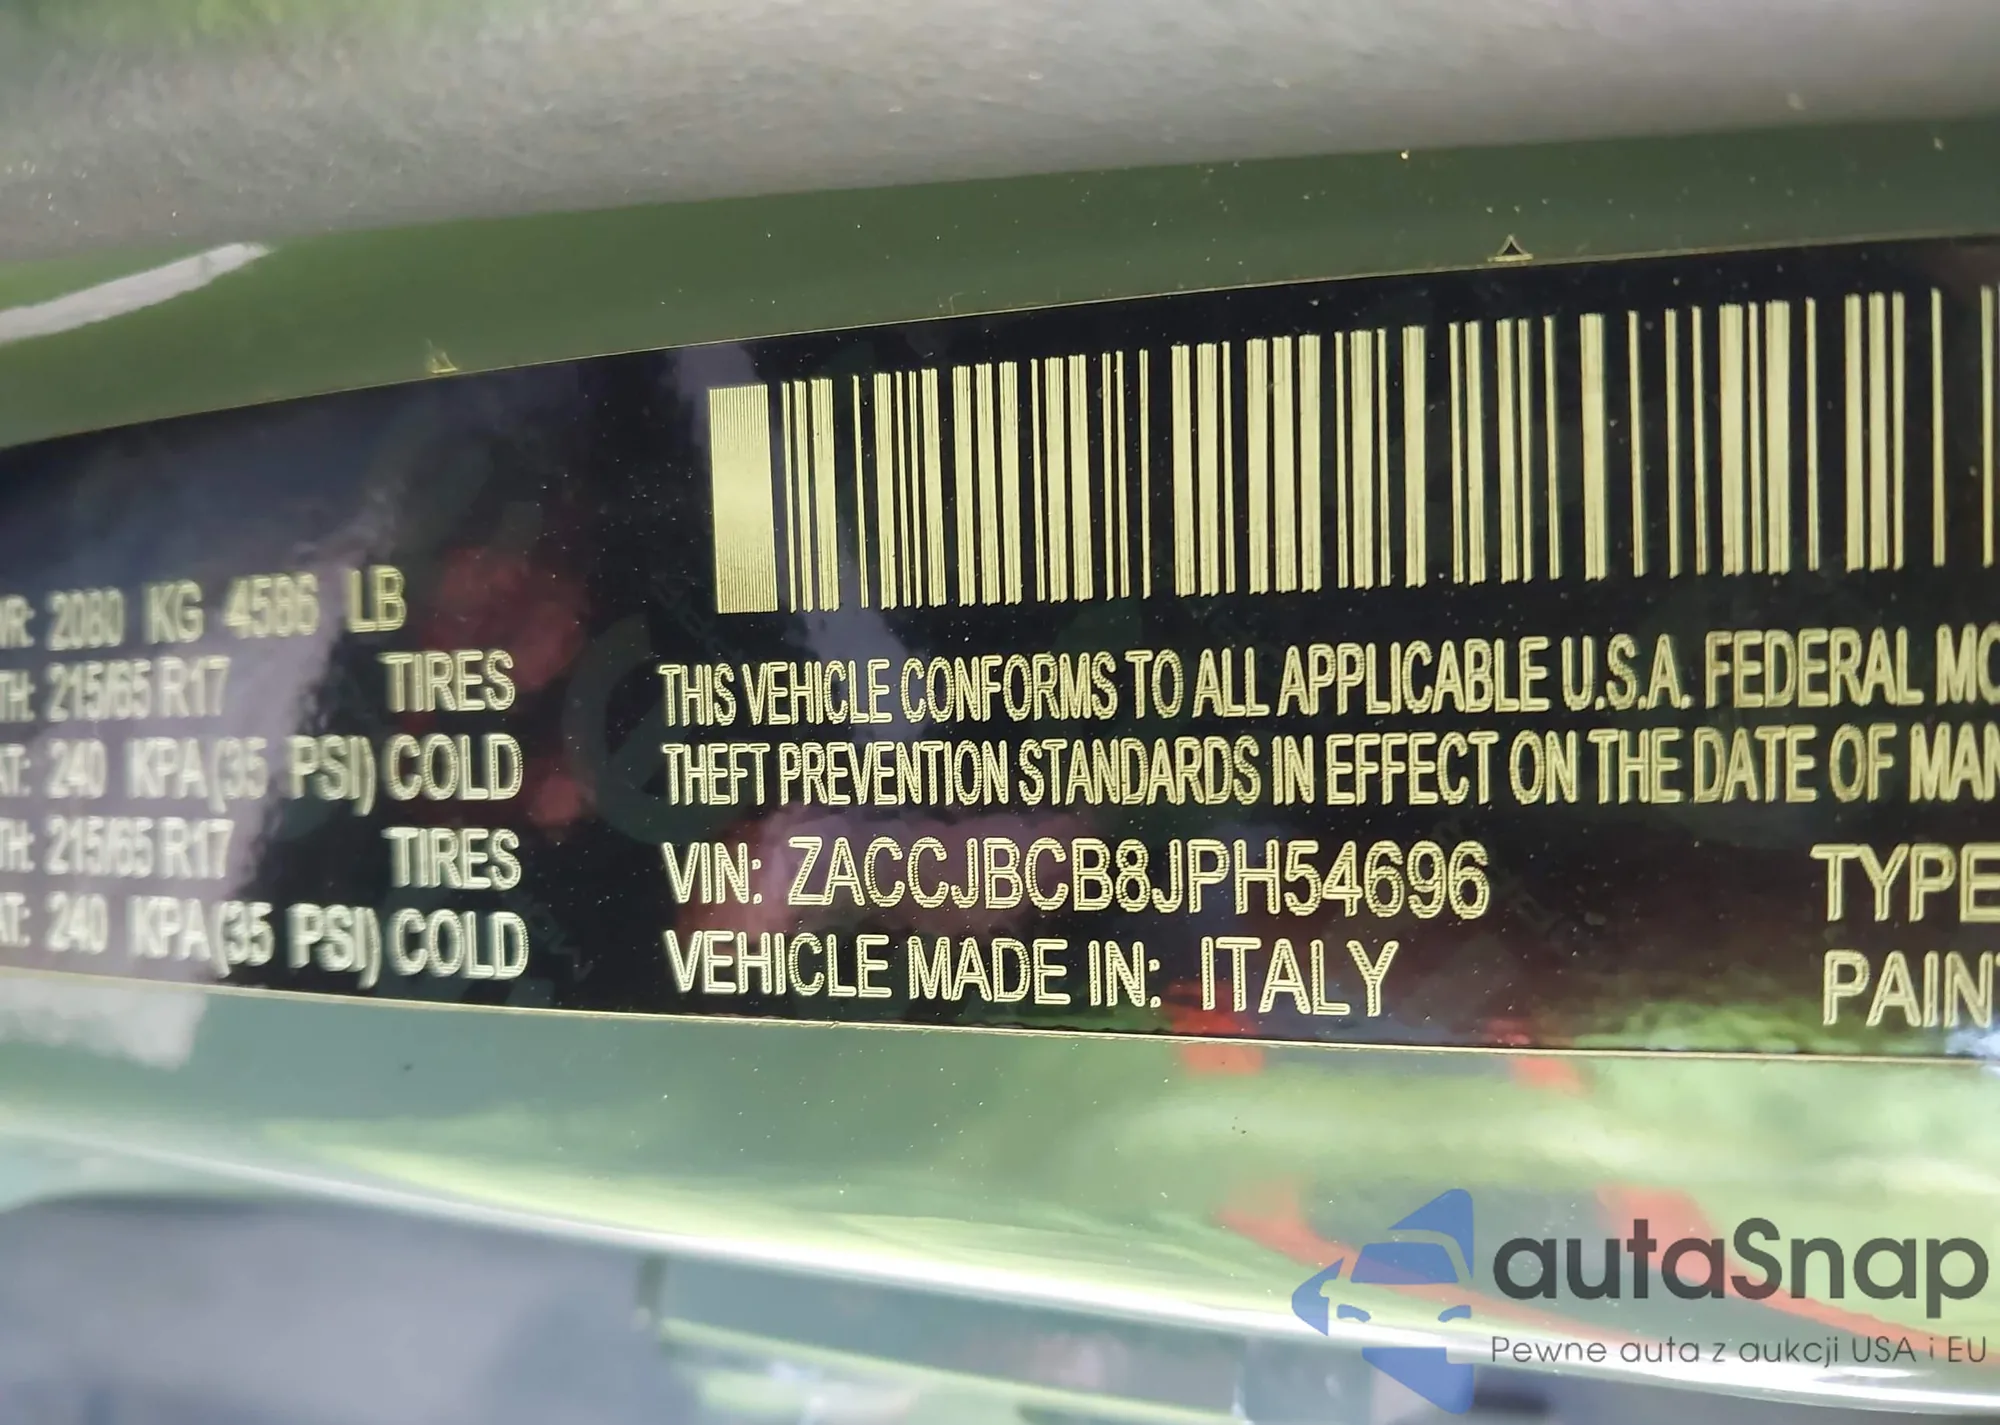 WR: 2080 KG 4586 LB
TH: 215/65 R17 TIRES
AT: 240 KPA(35 PSI) COLD
TH: 215/65 R17 TIRES
AT: 240 KPA(35 PSI) COLD
THIS VEHICLE CONFORMS TO ALL APPLICABLE U.S.A. FEDERAL MO
THEFT PREVENTION STANDARDS IN EFFECT ON THE DATE OF MAN
VIN: ZACCJBCB8JPH54696
TYPE
VEHICLE MADE IN: ITALY
PAINT
autaSnap
Pewne auta z aukcji USA i EU